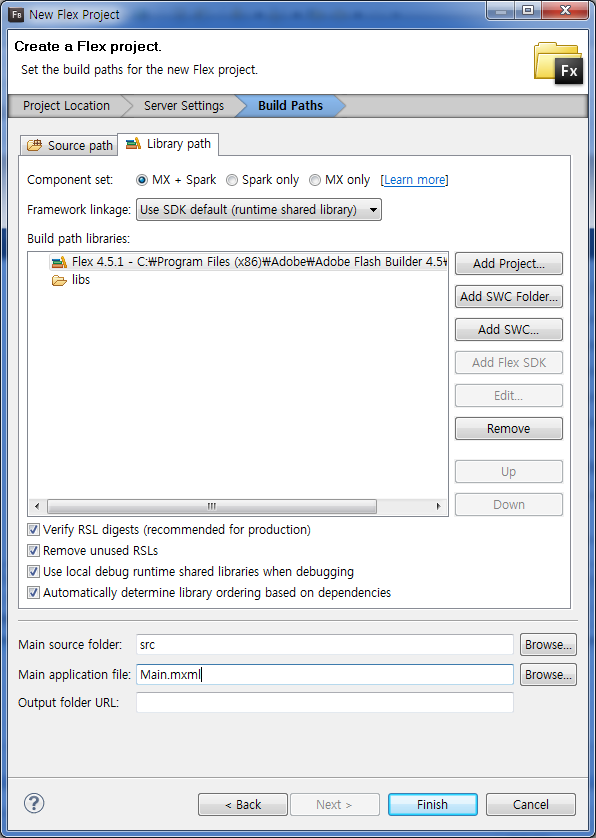 New Flex Project
Create a Flex project.
Set the build paths for the new Flex project.
Fx
Project Location
Server Settings
Build Paths
Source path
Library path
Component set:
MX + Spark
Spark only
MX only
[Learn more]
Framework linkage:
Use SDK default (runtime shared library)
Build path libraries:
Flex 4.5.1 - C:₩Program Files (x86)₩Adobe₩Adobe Flash Builder 4.5₩
libs
Add Project...
Add SWC Folder...
Add SWC...
Add Flex SDK
Edit...
Remove
Up
Down
Verify RSL digests (recommended for production)
Remove unused RSLs
Use local debug runtime shared libraries when debugging
Automatically determine library ordering based on dependencies
Main source folder:
src
Browse...
Main application file:
Main.mxml
Browse...
Output folder URL:
?
< Back
Next >
Finish
Cancel